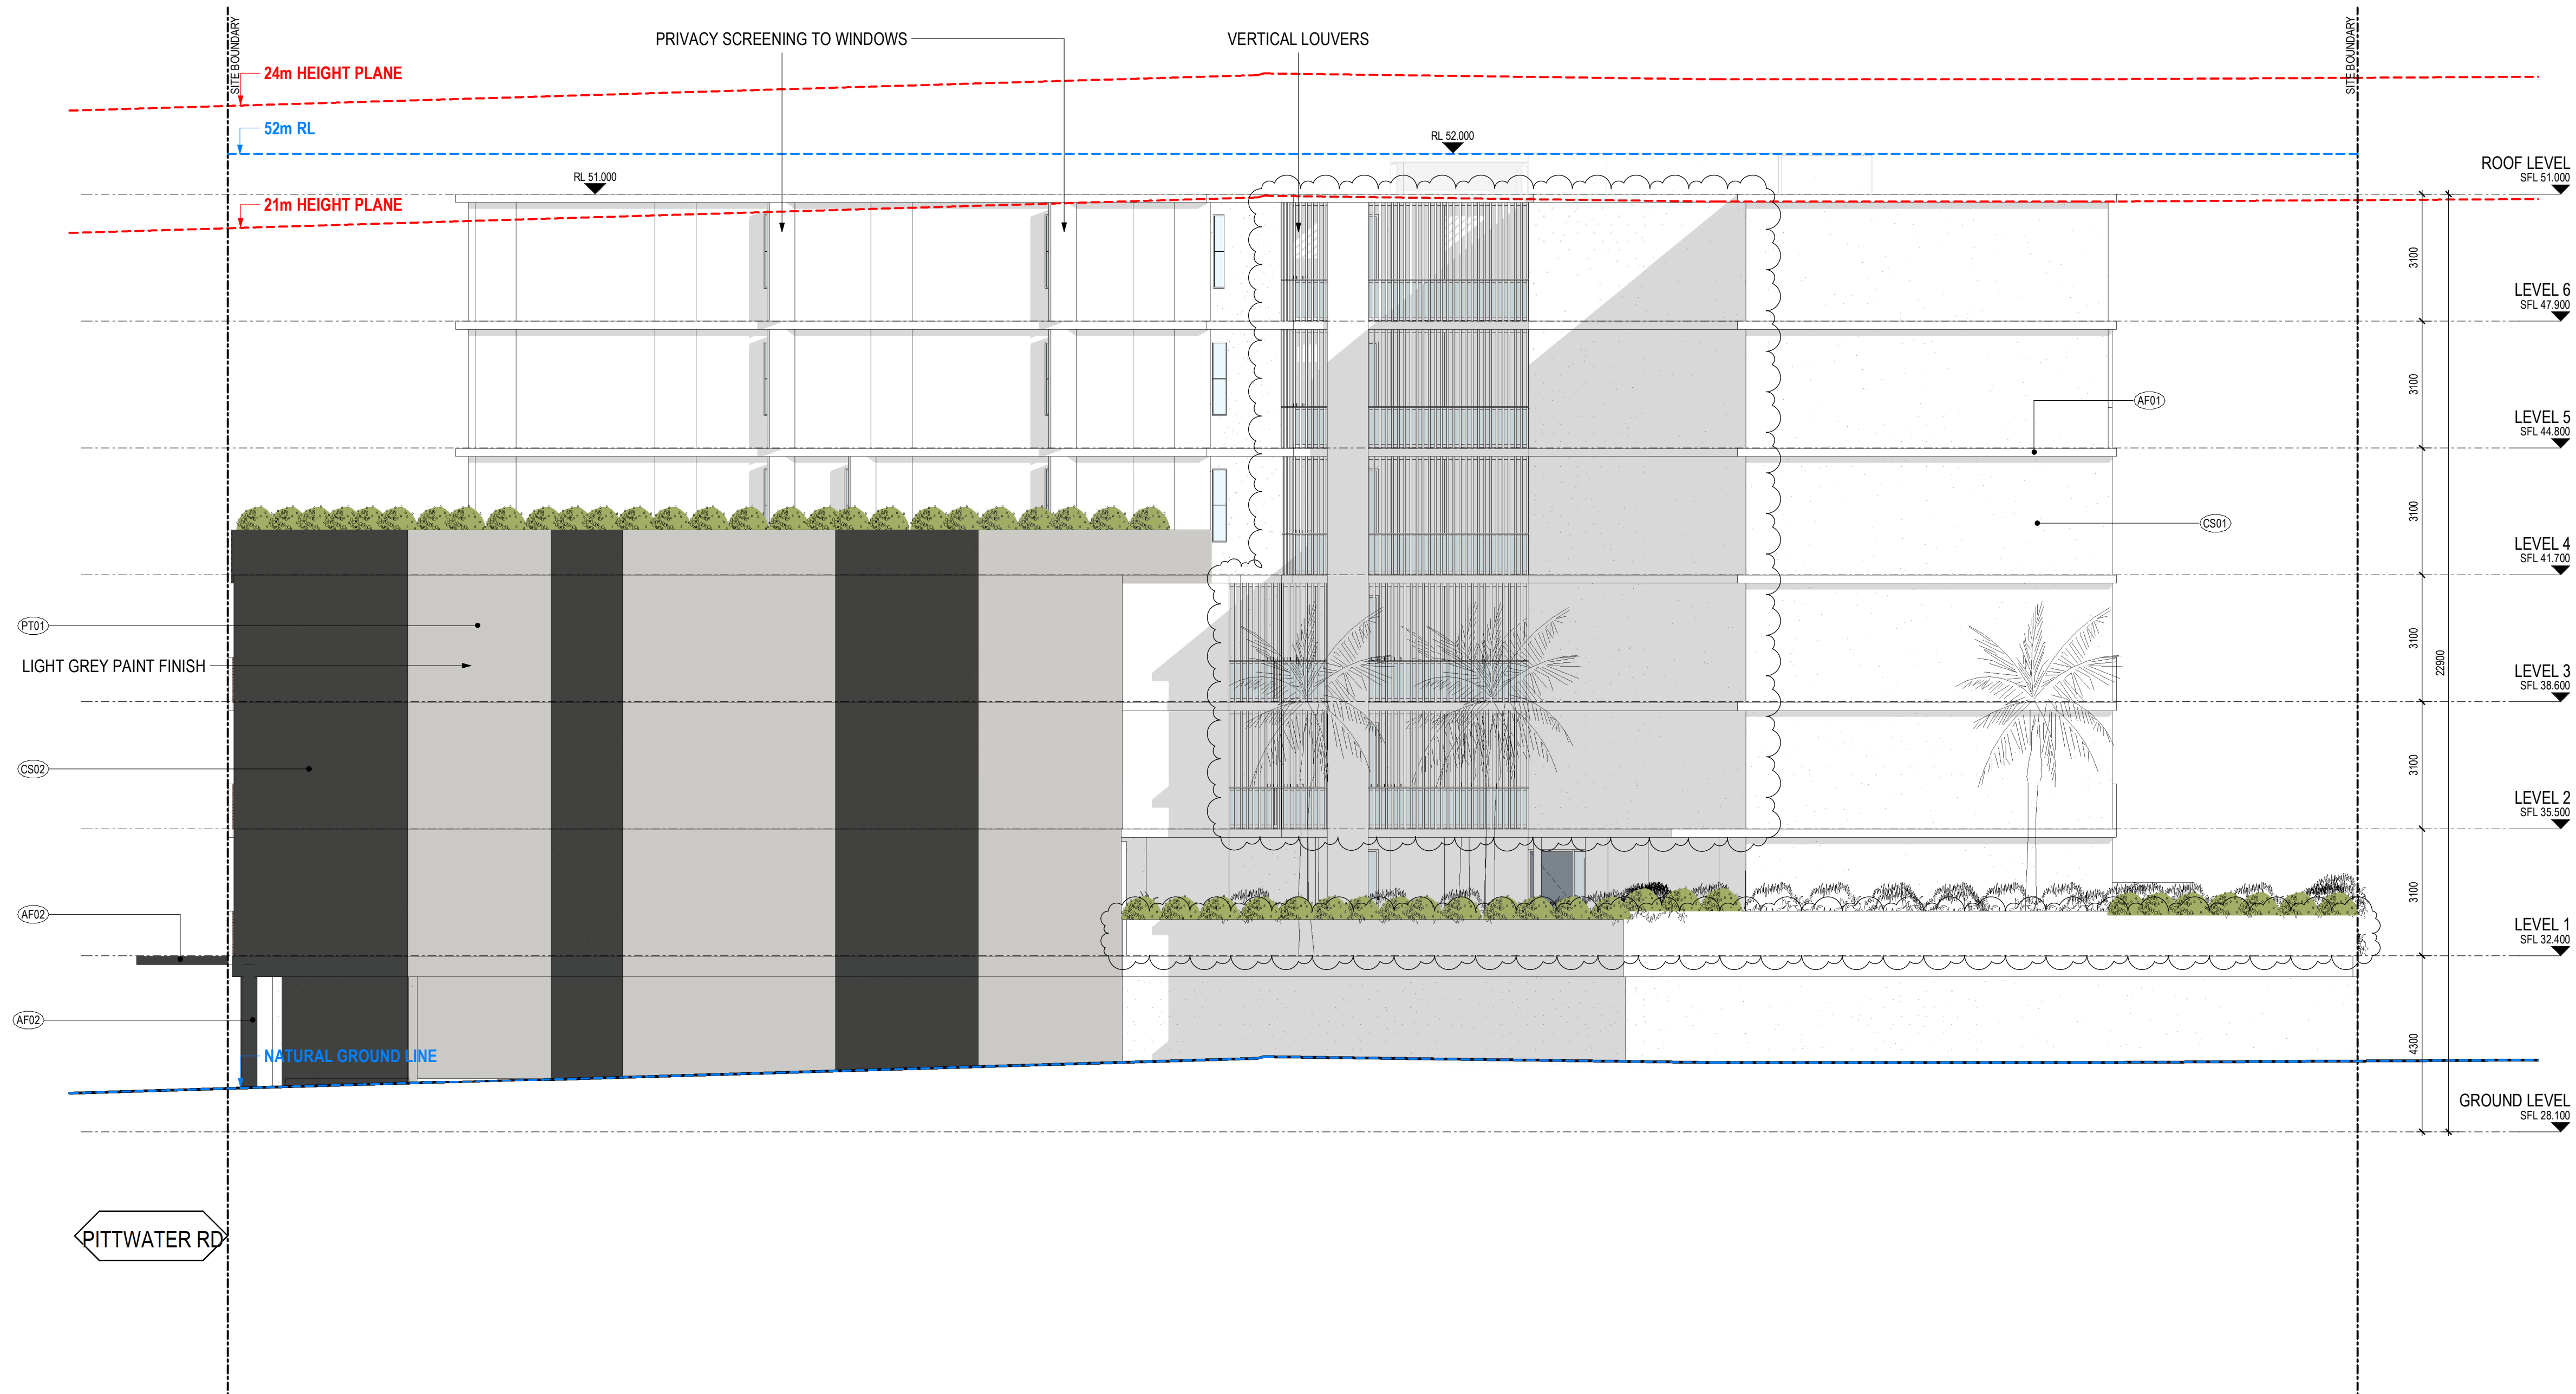 SITE BOUNDARY
SITE BOUNDARY
PRIVACY SCREENING TO WINDOWS
VERTICAL LOUVERS
24m HEIGHT PLANE
52m RL
RL 52.000
RL 51.000
21m HEIGHT PLANE
ROOF LEVEL
SFL 51.000
3100
LEVEL 6
SFL 47.900
3100
AF01
LEVEL 5
SFL 44.800
3100
CS01
LEVEL 4
SFL 41.700
PT01
3100
LIGHT GREY PAINT FINISH
22900
LEVEL 3
SFL 38.600
CS02
3100
LEVEL 2
SFL 35.500
3100
AF02
LEVEL 1
SFL 32.400
AF02
4300
NATURAL GROUND LINE
GROUND LEVEL
SFL 28.100
PITTWATER RD